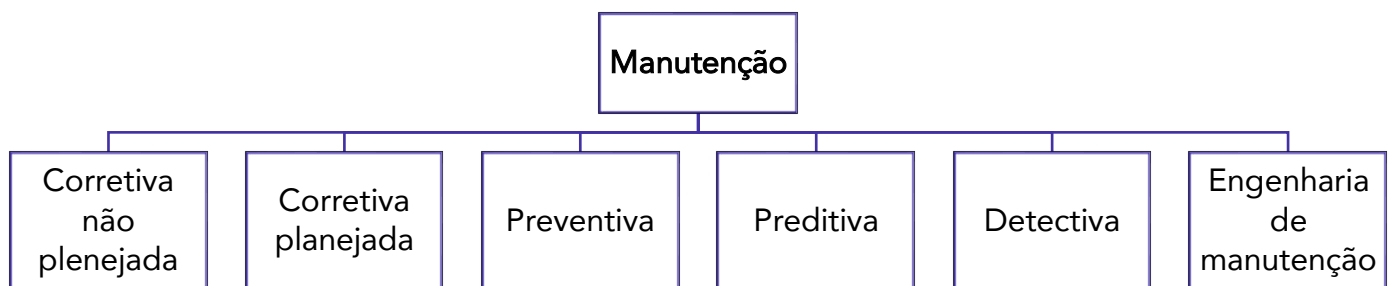 Manutenção
Corretiva
não
plenejada
Corretiva
planejada
Preventiva
Preditiva
Detectiva
Engenharia
de
manutenção